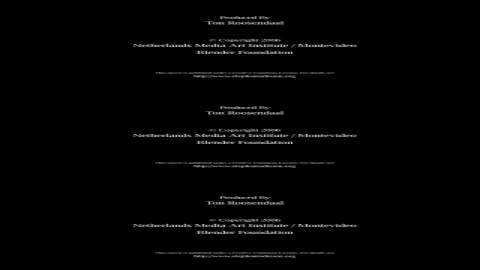 Produced By
Ton Roosendaal
© Copyright 2006
Netherlands Media Art Institute / Montevideo
Blender Foundation
This movie is published under a Creative Commons License. For details see
http://www.elephantsdream.org
Produced By
Ton Roosendaal
© Copyright 2006
Netherlands Media Art Institute / Montevideo
Blender Foundation
This movie is published under a Creative Commons License. For details see
http://www.elephantsdream.org
Produced By
Ton Roosendaal
© Copyright 2006
Netherlands Media Art Institute / Montevideo
Blender Foundation
This movie is published under a Creative Commons License. For details see
http://www.elephantsdream.org